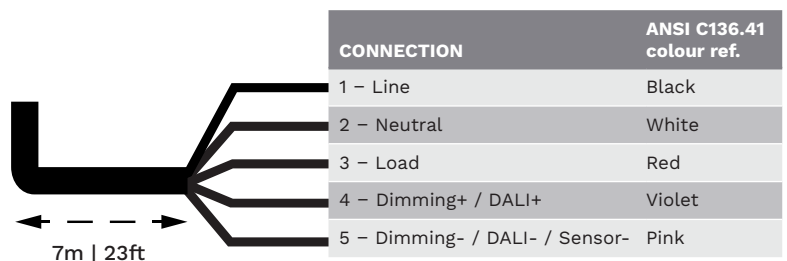 CONNECTION ANSI C136.41 colour ref.
1 – Line Black
2 – Neutral White
3 – Load Red
4 – Dimming+ / DALI+ Violet
5 – Dimming- / DALI- / Sensor- Pink
7m | 23ft